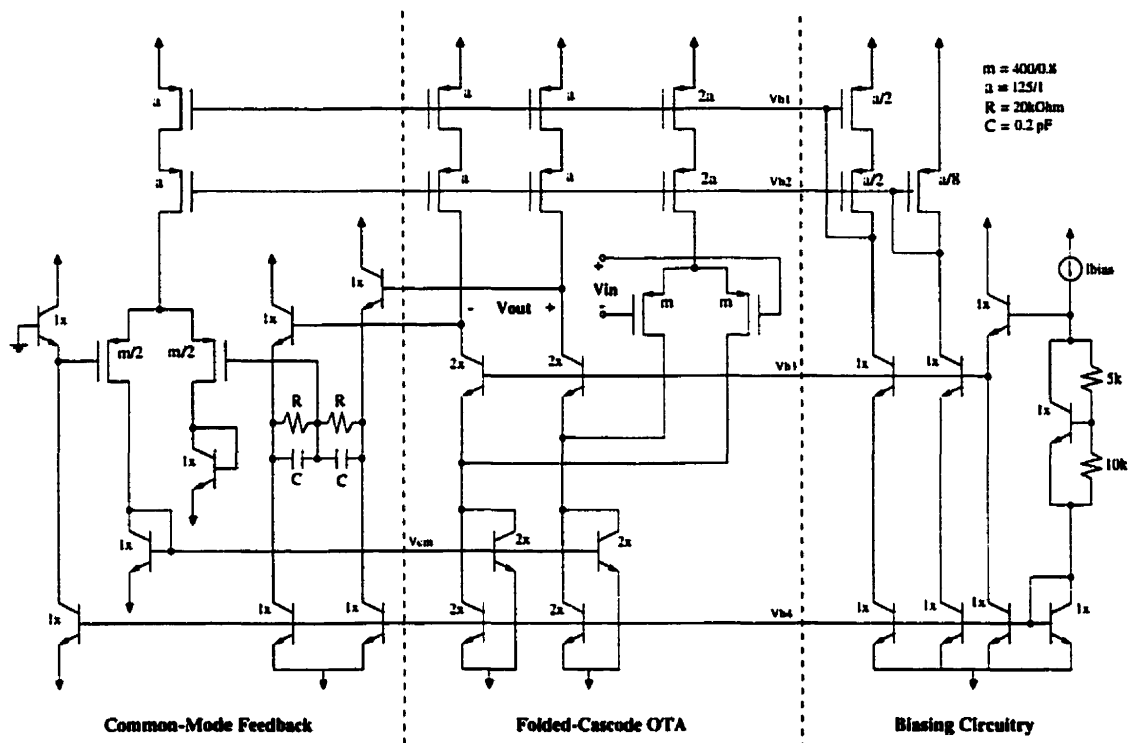 m = 400/0.8
a = 125/1
R = 20kOhm
C = 0.2 pF
a a a 2a Vb1 a/2
a a a 2a Vb2 a/2 a/8
Ibias
1x 1x 1x - Vout + + Vin - m m 1x
m/2 m/2 2x 2x Vb3 1x 1x 5k
R R 1x
1x C C 10k
1x Vcm 2x 2x
1x 1x 1x 2x 2x Vb4 1x 1x 1x 1x
Common-Mode Feedback Folded-Cascode OTA Biasing Circuitry